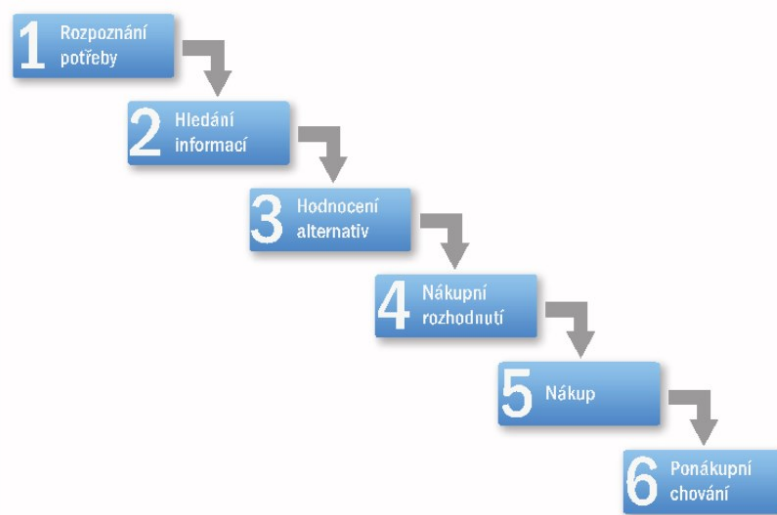 1 Rozpoznání
potřeby
2 Hledání
informací
3 Hodnocení
alternativ
4 Nákupní
rozhodnutí
5 Nákup
6 Ponákupní
chování